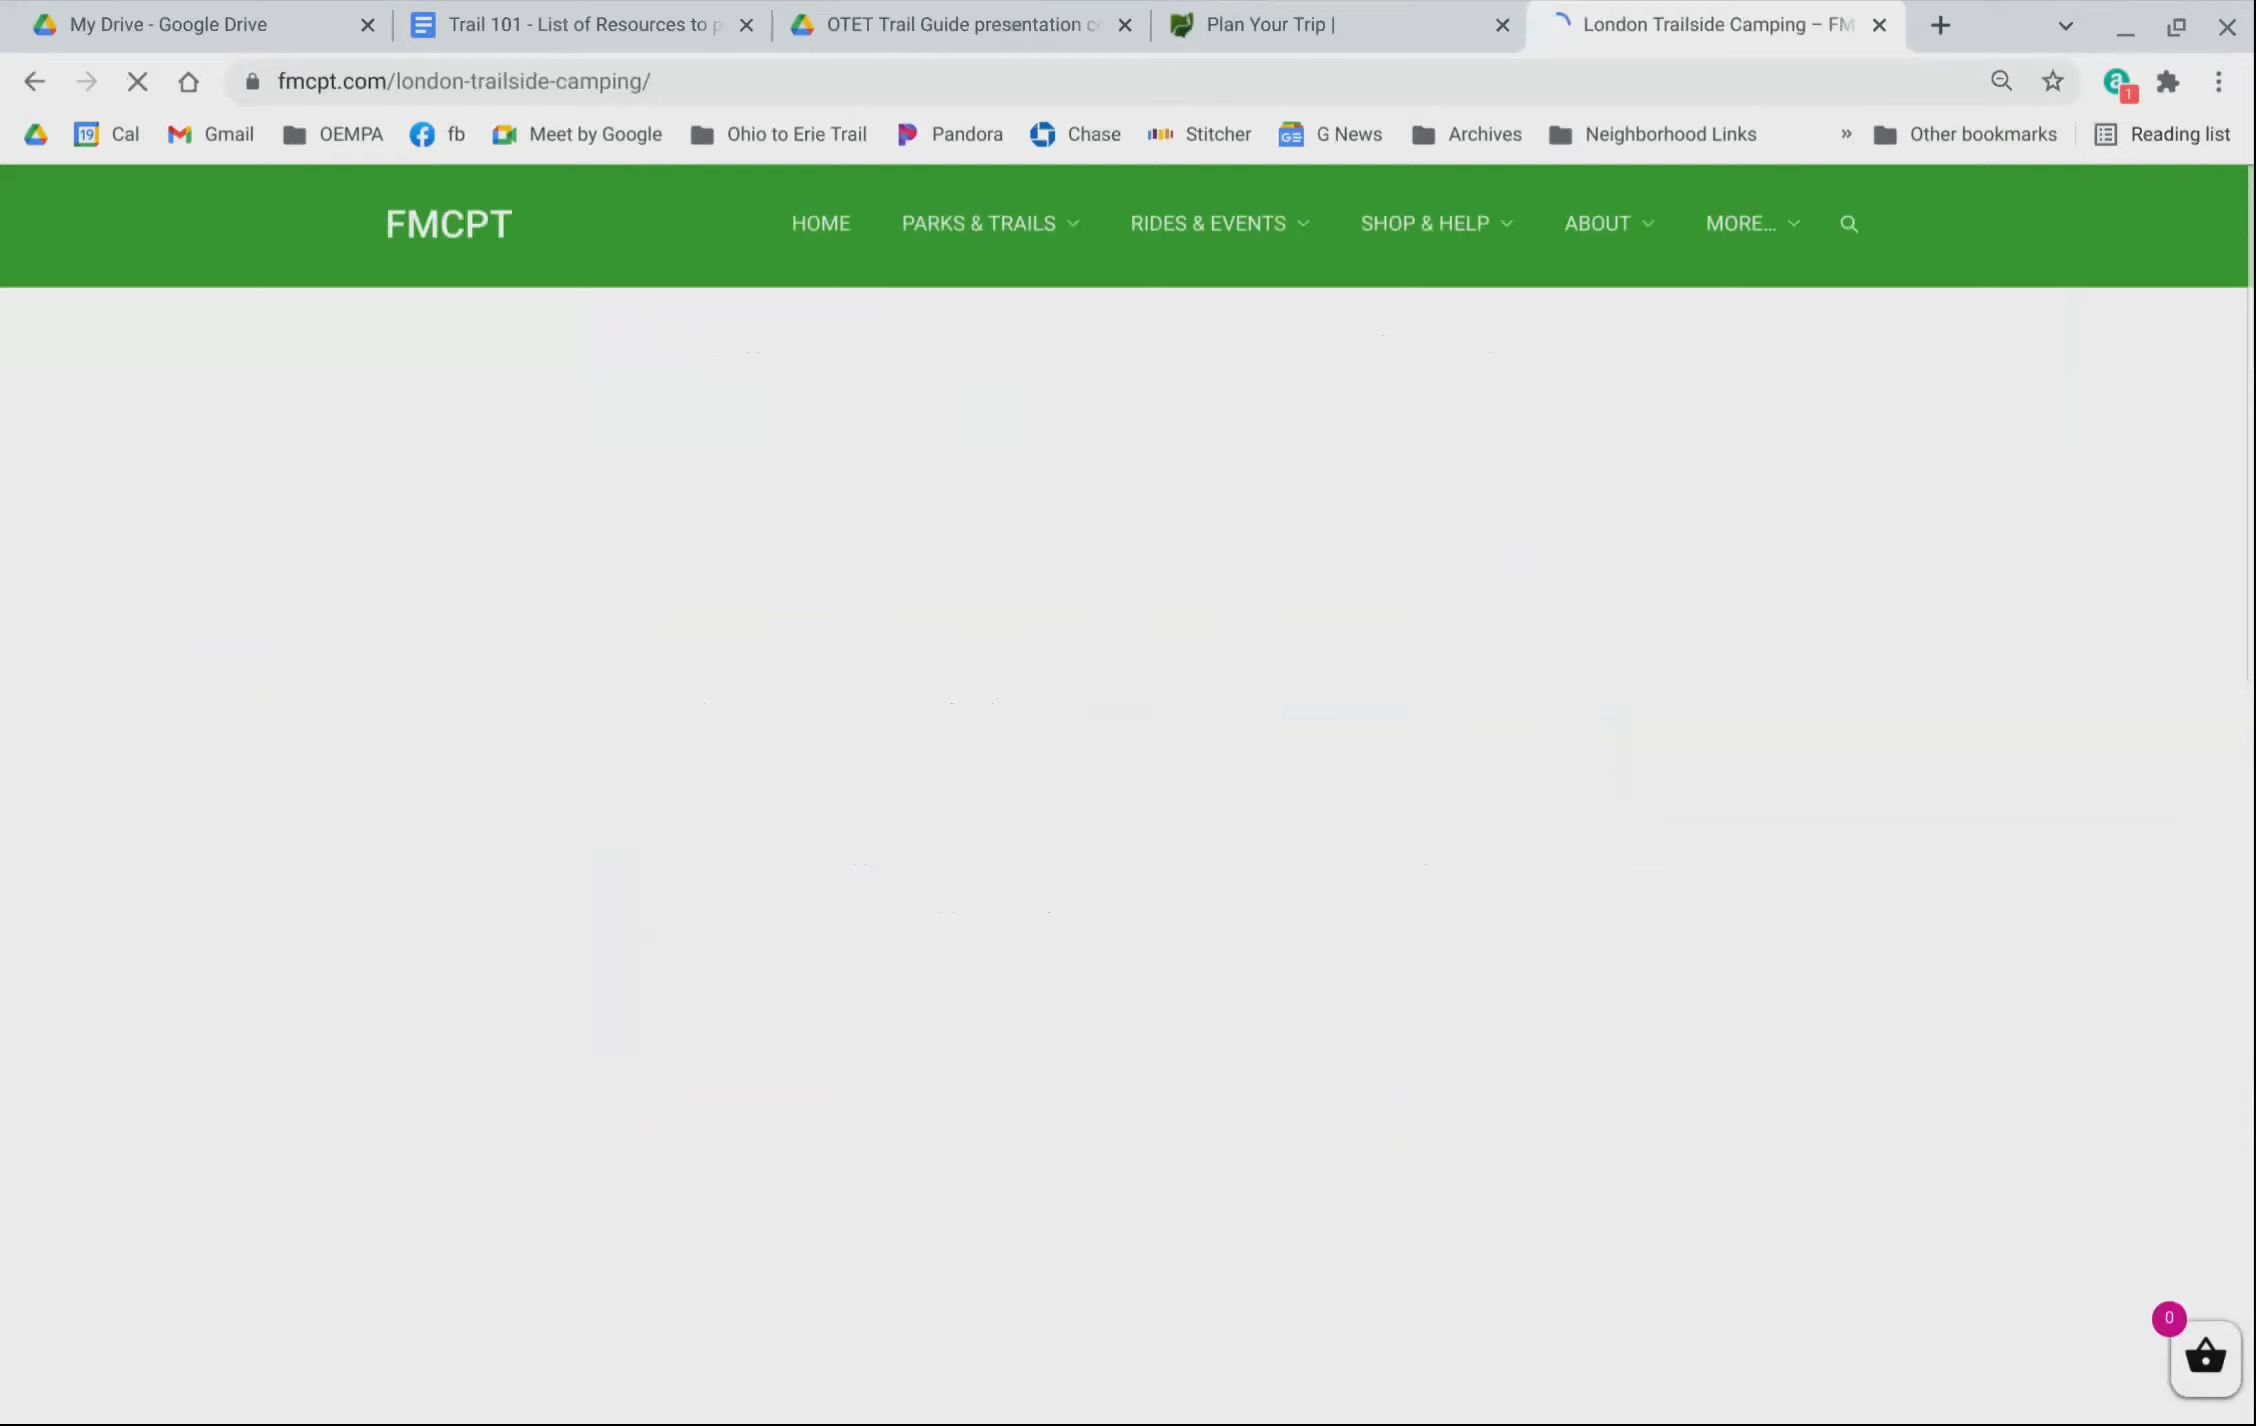 My Drive - Google Drive
Trail 101 - List of Resources to p
OTET Trail Guide presentation c
Plan Your Trip |
London Trailside Camping – FM
fmcpt.com/london-trailside-camping/
1
19 Cal
Gmail
OEMPA
fb
Meet by Google
Ohio to Erie Trail
Pandora
Chase
Stitcher
GE G News
Archives
Neighborhood Links
»
Other bookmarks
Reading list
FMCPT
HOME
PARKS & TRAILS
RIDES & EVENTS
SHOP & HELP
ABOUT
MORE...
0